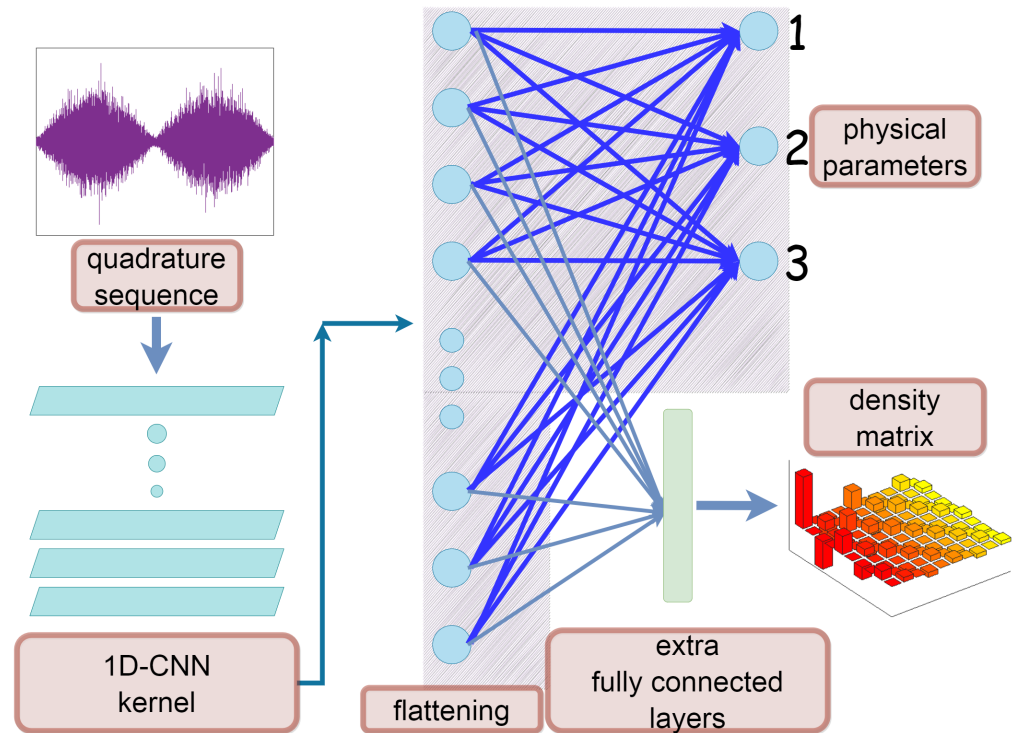 quadrature
sequence
1D-CNN
kernel
flattening
1
2
3
physical
parameters
extra
fully connected
layers
density
matrix